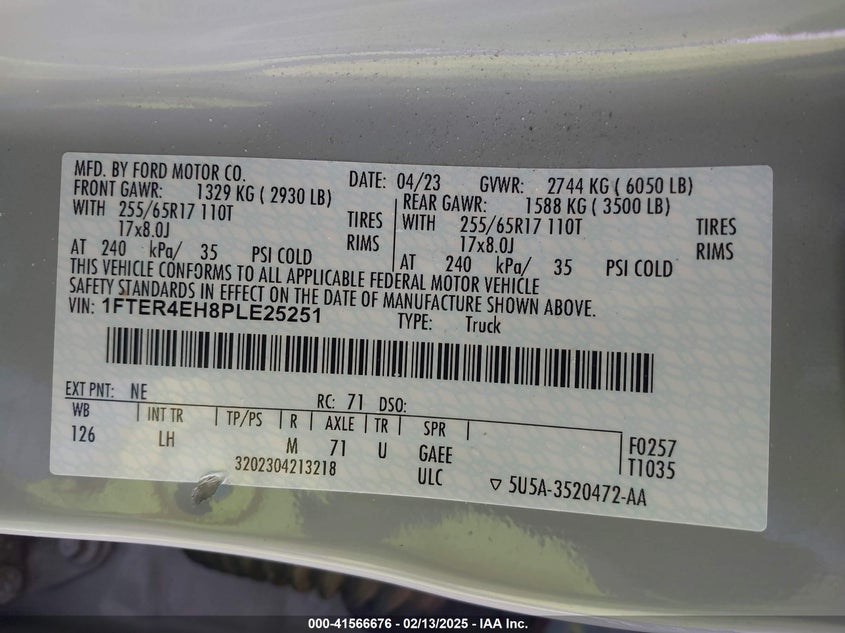 MFD. BY FORD MOTOR CO. DATE: 04/23 GVWR: 2744 KG ( 6050 LB)
FRONT GAWR: 1329 KG ( 2930 LB) REAR GAWR: 1588 KG ( 3500 LB)
WITH 255/65R17 110T TIRES WITH 255/65R17 110T TIRES
17x8.0J RIMS 17x8.0J RIMS
AT 240 kPa/ 35 PSI COLD AT 240 kPa/ 35 PSI COLD
THIS VEHICLE CONFORMS TO ALL APPLICABLE FEDERAL MOTOR VEHICLE
SAFETY STANDARDS IN EFFECT ON THE DATE OF MANUFACTURE SHOWN ABOVE.
VIN: 1FTER4EH8PLE25251 TYPE: Truck
EXT PNT: NE RC: 71 DSO:
WB INT TR TP/PS R AXLE TR SPR
126 LH M 71 U GAEE F0257
3202304213218 ULC T1035
▽ 5U5A-3520472-AA
000-41566676 - 02/13/2025 - IAA Inc.